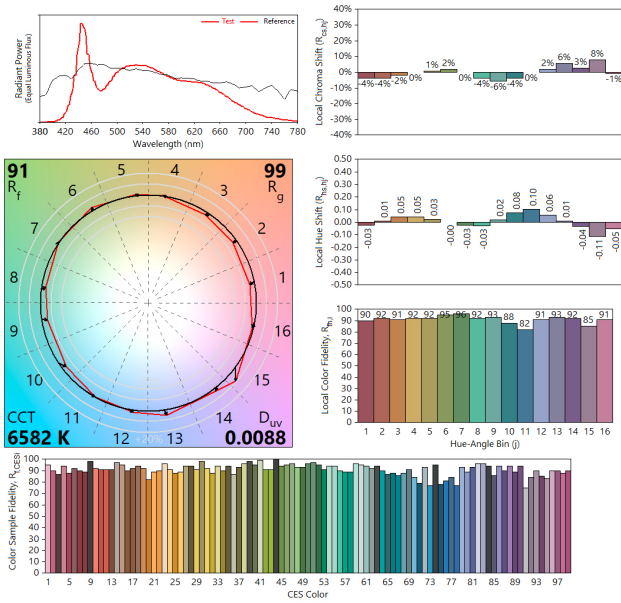 Radiant Power
(Equal Luminous Flux)
Test
Reference
380 420 460 500 540 580 620 660 700 740 780
Wavelength (nm)
Local Chroma Shift (Rcs,hj)
40%
30%
20%
10%
0%
-10%
-20%
-30%
-40%
-4% -4% -2% 0% 1% 2% 0% -4% -6% -4% 0% 2% 6% 3% 8% -1%
91
Rf
99
Rg
1
2
3
4
5
6
7
8
9
10
11
12
13
14
15
16
+20%
CCT
6582 K
Duv
0.0088
Local Hue Shift (Rhs,hj)
0.50
0.40
0.30
0.20
0.10
0.00
-0.10
-0.20
-0.30
-0.40
-0.50
-0.03 0.01 0.05 0.05 0.03 -0.00 -0.03 -0.03 0.02 0.08 0.10 0.06 0.01 -0.04 -0.11 -0.05
Local Color Fidelity, Rfh,i
100
90
80
70
60
50
40
30
20
10
0
90 92 91 92 92 95 96 92 93 88 82 91 93 92 85 91
1 2 3 4 5 6 7 8 9 10 11 12 13 14 15 16
Hue-Angle Bin (j)
Color Sample Fidelity, Rf,CESi
100
90
80
70
60
50
40
30
20
10
0
1 5 9 13 17 21 25 29 33 37 41 45 49 53 57 61 65 69 73 77 81 85 89 93 97
CES Color